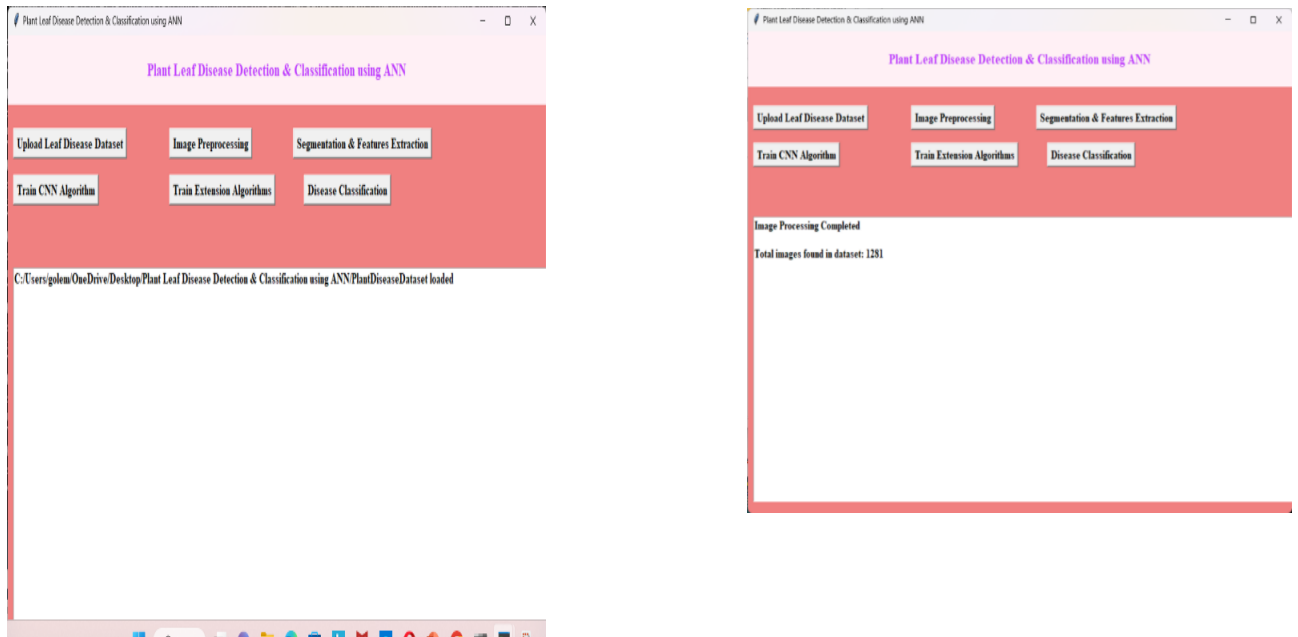 Plant Leaf Disease Detection & Classification using ANN
Plant Leaf Disease Detection & Classification using ANN
Upload Leaf Disease Dataset Image Preprocessing Segmentation & Features Extraction
Train CNN Algorithm Train Extension Algorithms Disease Classification
C:/Users/golem/OneDrive/Desktop/Plant Leaf Disease Detection & Classification using ANN/PlantDiseaseDataset loaded
Plant Leaf Disease Detection & Classification using ANN
Plant Leaf Disease Detection & Classification using ANN
Upload Leaf Disease Dataset Image Preprocessing Segmentation & Features Extraction
Train CNN Algorithm Train Extension Algorithms Disease Classification
Image Processing Completed
Total images found in dataset: 1281